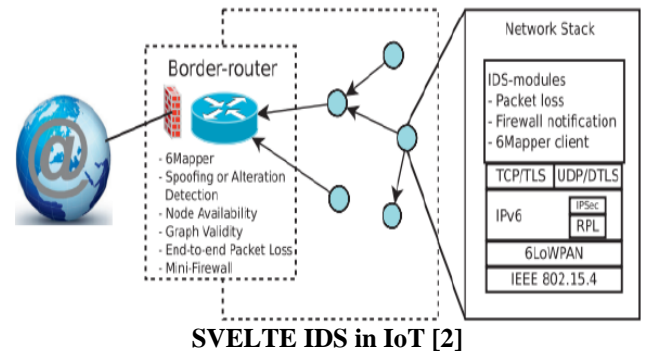 @
Border-router
- 6Mapper
- Spoofing or Alteration
Detection
- Node Availability
- Graph Validity
- End-to-end Packet Loss
- Mini-Firewall
Network Stack
IDS-modules
- Packet loss
- Firewall notification
- 6Mapper client
TCP/TLS UDP/DTLS
IPv6
IPSec
RPL
6LoWPAN
IEEE 802.15.4
SVELTE IDS in IoT [2]